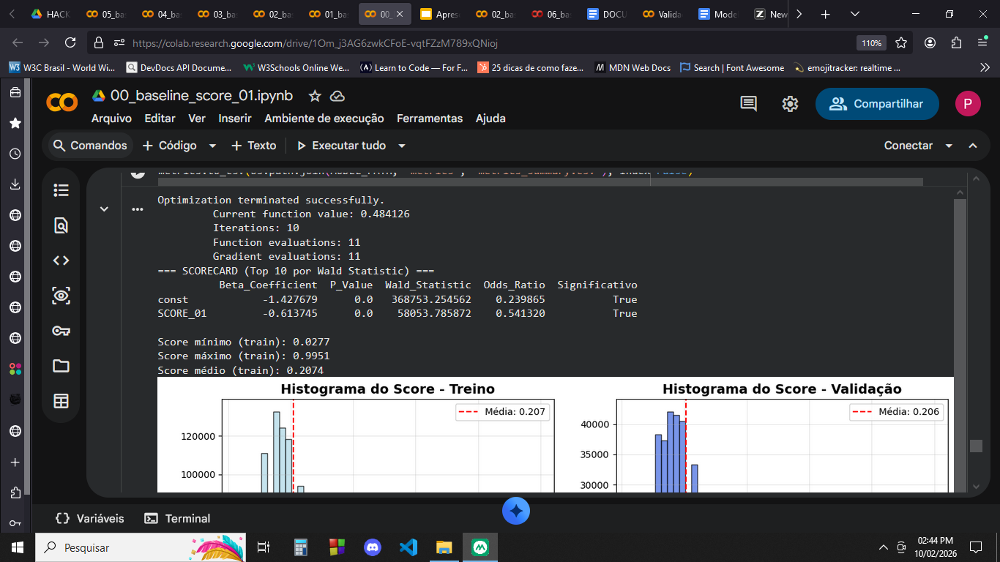 HACK
05_ba
04_bas
03_ba
02_ba
01_bas
00_
Aprese
02_ba
06_ba
DOCU
Valida
Mode
New
https://colab.research.google.com/drive/1Om_j3AG6zwkCFoE-vqtFZzM789xQNioj
110%
W3C Brasil - World Wi...
DevDocs API Docume...
W3Schools Online We...
Learn to Code — For F...
25 dicas de como faze...
MDN Web Docs
Search | Font Awesome
emojitracker: realtime ...
00_baseline_score_01.ipynb
Arquivo Editar Ver Inserir Ambiente de execução Ferramentas Ajuda
Compartilhar
P
Comandos + Código + Texto Executar tudo
Conectar
Optimization terminated successfully.
Current function value: 0.484126
Iterations: 10
Function evaluations: 11
Gradient evaluations: 11
=== SCORECARD (Top 10 por Wald Statistic) ===
Beta_Coefficient P_Value Wald_Statistic Odds_Ratio Significativo
const -1.427679 0.0 368753.254562 0.239865 True
SCORE_01 -0.613745 0.0 58053.785872 0.541320 True
Score mínimo (train): 0.0277
Score máximo (train): 0.9951
Score médio (train): 0.2074
Histograma do Score - Treino
Média: 0.207
120000
100000
Histograma do Score - Validação
Média: 0.206
40000
35000
30000
Variáveis
Terminal
Pesquisar
02:44 PM
10/02/2026